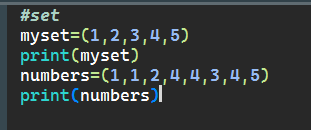 #set
myset=(1,2,3,4,5)
print(myset)
numbers=(1,1,2,4,4,3,4,5)
print(numbers)